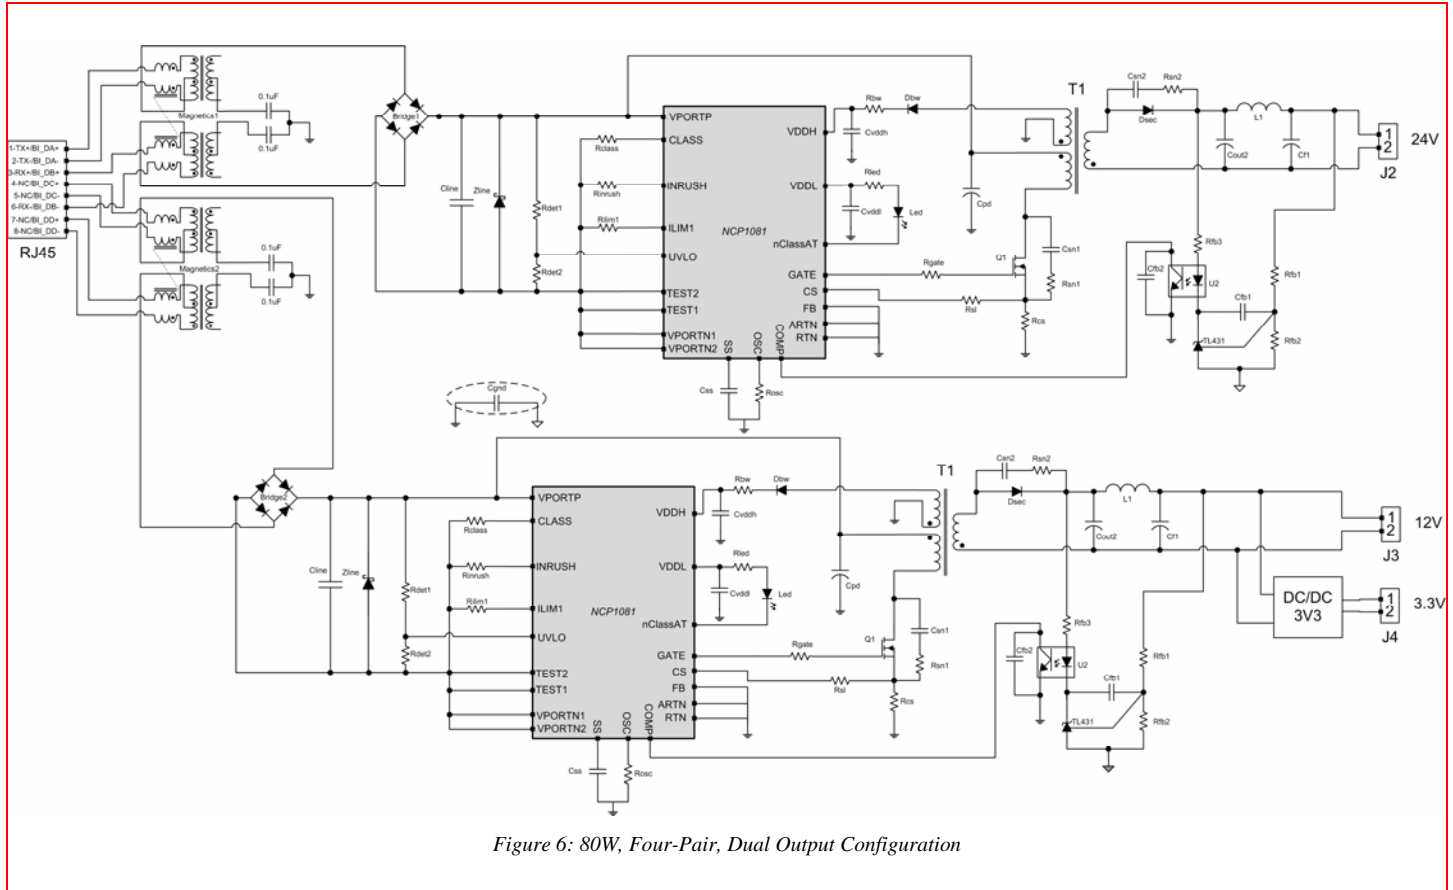 1-TX+/BI_DA+
2-TX-/BI_DA-
3-RX+/BI_DB+
4-NC/BI_DC+
5-NC/BI_DC-
6-RX-/BI_DB-
7-NC/BI_DD+
8-NC/BI_DD-
RJ45
Magnetics1
0.1uF
0.1uF
Magnetics2
0.1uF
0.1uF
Bridge1
Cline
Zline
Rdet1
Rdet2
Rclass
Rinrush
Rilim1
VPORTP
CLASS
INRUSH
ILIM1
UVLO
TEST2
TEST1
VPORTN1
VPORTN2
NCP1081
VDDH
VDDL
nClassAT
GATE
CS
FB
ARTN
RTN
SS
OSC
COMP
Css
Rosc
Rbw
Dbw
Cvddh
Rled
Cvddl
Led
Cpd
Rgate
Q1
Rsl
Csn1
Rsn1
Rcs
T1
Csn2
Rsn2
Dsec
L1
Cout2
Cf1
1
2
24V
J2
Rfb3
Cfb2
U2
Cfb1
Rfb1
TL431
Rfb2
Cgnd
Bridge2
Cline
Zline
Rdet1
Rdet2
Rclass
Rinrush
Rilim1
VPORTP
CLASS
INRUSH
ILIM1
UVLO
TEST2
TEST1
VPORTN1
VPORTN2
NCP1081
VDDH
VDDL
nClassAT
GATE
CS
FB
ARTN
RTN
SS
OSC
COMP
Css
Rosc
Rbw
Dbw
Cvddh
Rled
Cvddl
Led
Cpd
Rgate
Q1
Rsl
Csn1
Rsn1
Rcs
T1
Csn2
Rsn2
Dsec
L1
Cout2
Cf1
1
2
12V
J3
DC/DC
3V3
1
2
3.3V
J4
Rfb3
Cfb2
U2
Cfb1
Rfb1
TL431
Rfb2
Figure 6: 80W, Four-Pair, Dual Output Configuration